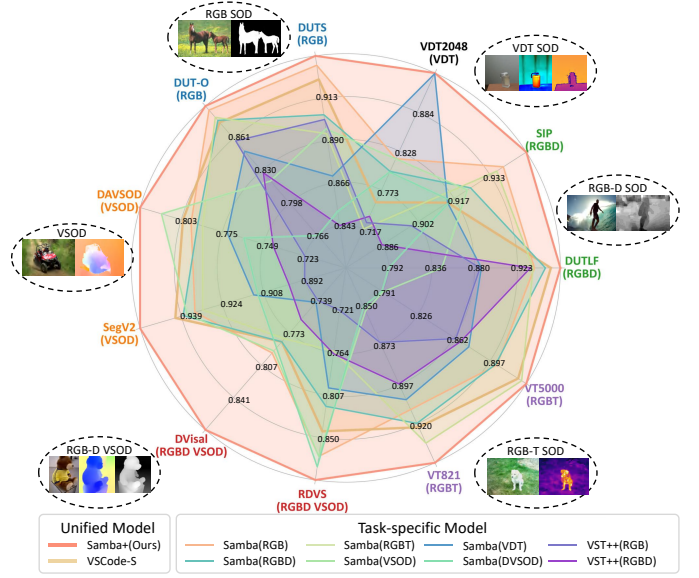 RGB SOD
DUTS
(RGB)
VDT2048
(VDT)
VDT SOD
DUT-O
(RGB)
SIP
(RGBD)
0.913
0.884
0.861
0.890
0.828
0.933
0.830
0.866
0.773
0.917
RGB-D SOD
DAVSOD
(VSOD)
0.803
0.798
0.766
0.843
0.717
0.902
VSOD
0.775
0.749
0.723
0.886
0.792
0.836
0.880
0.923
DUTLF
(RGBD)
0.939
0.924
0.908
0.892
0.739
0.721
0.850
0.791
0.826
SegV2
(VSOD)
0.773
0.764
0.873
0.862
0.807
0.897
0.897
VT5000
(RGBT)
0.841
0.807
0.850
0.920
DVisal
(RGBD VSOD)
RGB-D VSOD
RGB-T SOD
RDVS
(RGBD VSOD)
VT821
(RGBT)
Unified Model
Samba+(Ours)
VSCode-S
Task-specific Model
Samba(RGB)
Samba(RGBT)
Samba(VDT)
VST++(RGB)
Samba(RGBD)
Samba(VSOD)
Samba(DVSOD)
VST++(RGBD)